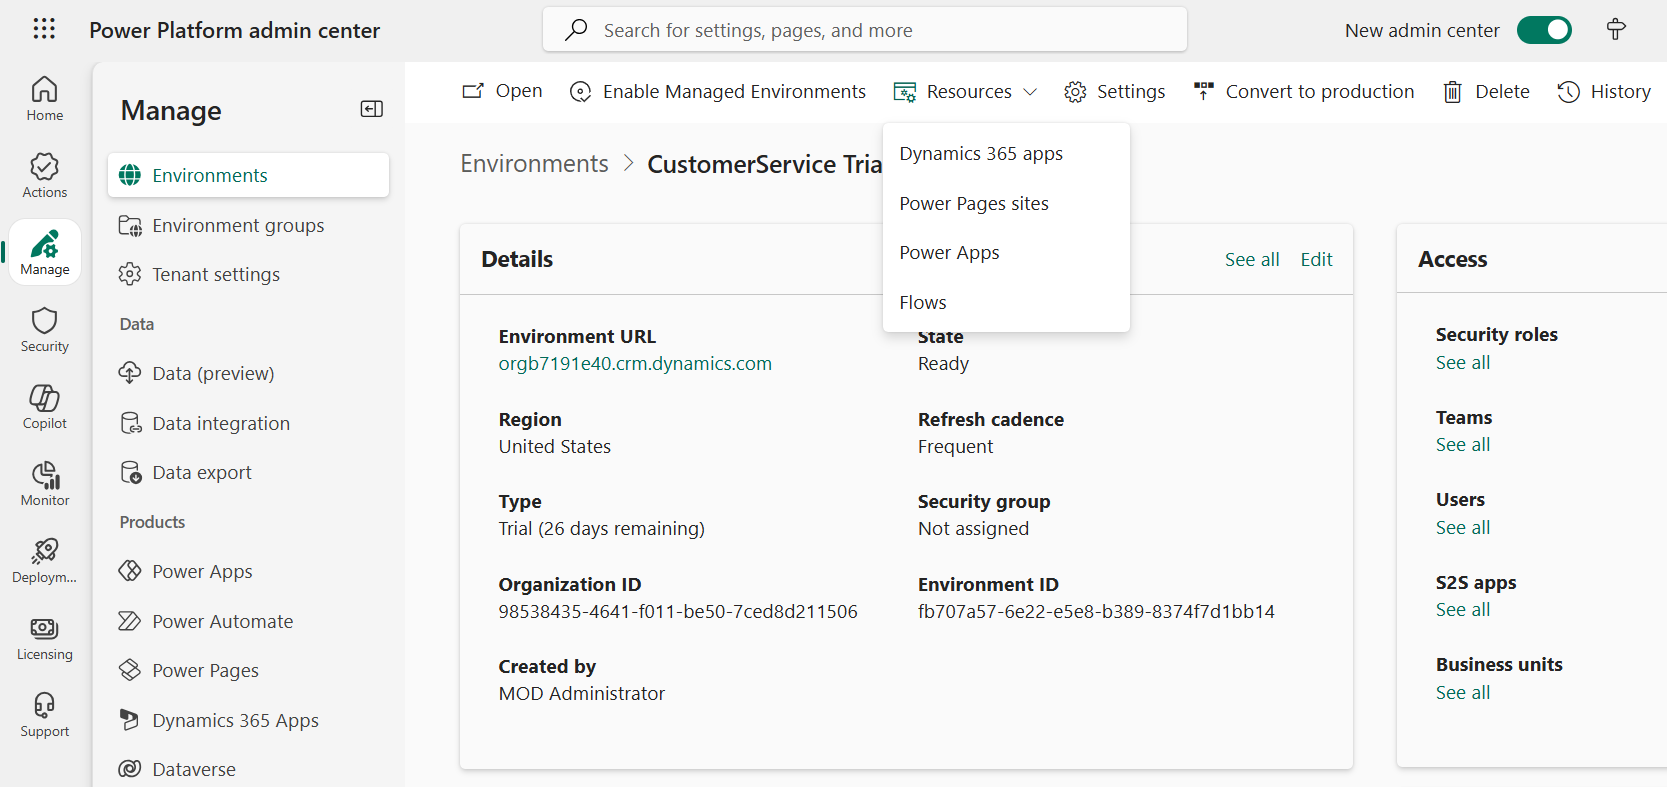 Power Platform admin center
Search for settings, pages, and more
New admin center
Home
Actions
Manage
Security
Copilot
Monitor
Deploym...
Licensing
Support
Manage
Environments
Environment groups
Tenant settings
Data
Data (preview)
Data integration
Data export
Products
Power Apps
Power Automate
Power Pages
Dynamics 365 Apps
Dataverse
Open
Enable Managed Environments
Resources
Settings
Convert to production
Delete
History
Dynamics 365 apps
Power Pages sites
Power Apps
Flows
Environments > CustomerService Tria
Details
See all
Edit
Environment URL
orgb7191e40.crm.dynamics.com
State
Ready
Region
United States
Refresh cadence
Frequent
Type
Trial (26 days remaining)
Security group
Not assigned
Organization ID
98538435-4641-f011-be50-7ced8d211506
Environment ID
fb707a57-6e22-e5e8-b389-8374f7d1bb14
Created by
MOD Administrator
Access
Security roles
See all
Teams
See all
Users
See all
S2S apps
See all
Business units
See all